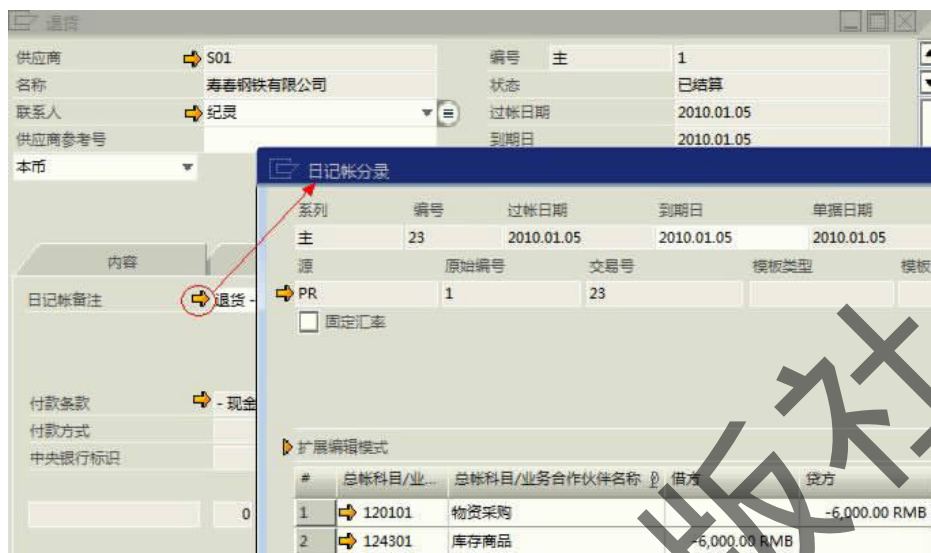 退货
供应商 S01 编号 主 1
名称 寿春钢铁有限公司 状态 已结算
联系人 纪灵 过帐日期 2010.01.05
供应商参考号 到期日 2010.01.05
本币
日记帐分录
系列 编号 过帐日期 到期日 单据日期
主 23 2010.01.05 2010.01.05 2010.01.05
内容
源 原始编号 交易号 模板类型 模板
日记帐备注 退货 -
PR 1 23
固定汇率
付款条款 - 现金
付款方式
中央银行标识
扩展编辑模式
# 总帐科目/业... 总帐科目/业务合作伙伴名称 借方 贷方
0
1 120101 物资采购 -6,000.00 RMB
2 124301 库存商品 -6,000.00 RMB
版社